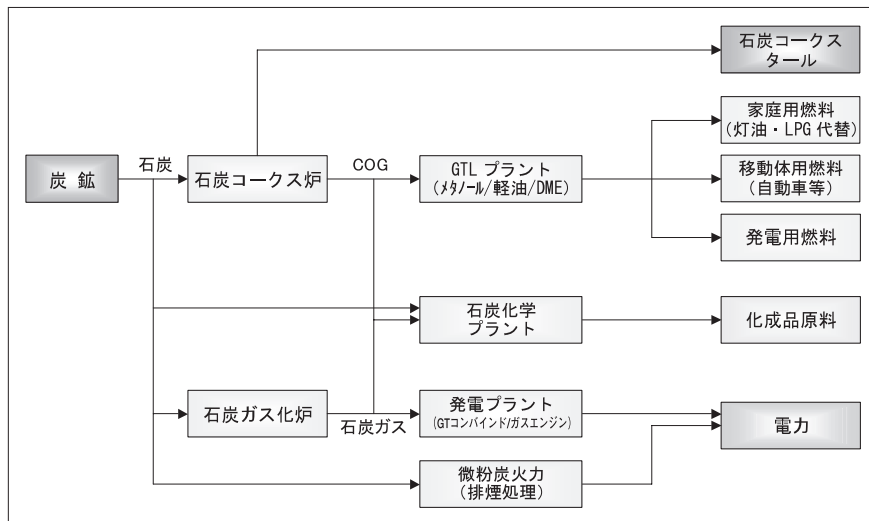 石炭コークス
タール
家庭用燃料
(灯油・LPG 代替)
石炭
COG
炭 鉱
石炭コークス炉
GTL プラント
(メタノール/軽油/DME)
移動体用燃料
(自動車等)
発電用燃料
石炭化学
プラント
化成品原料
石炭ガス化炉
石炭ガス
発電プラント
(GTコンバインド/ガスエンジン)
電力
微粉炭火力
(排煙処理)